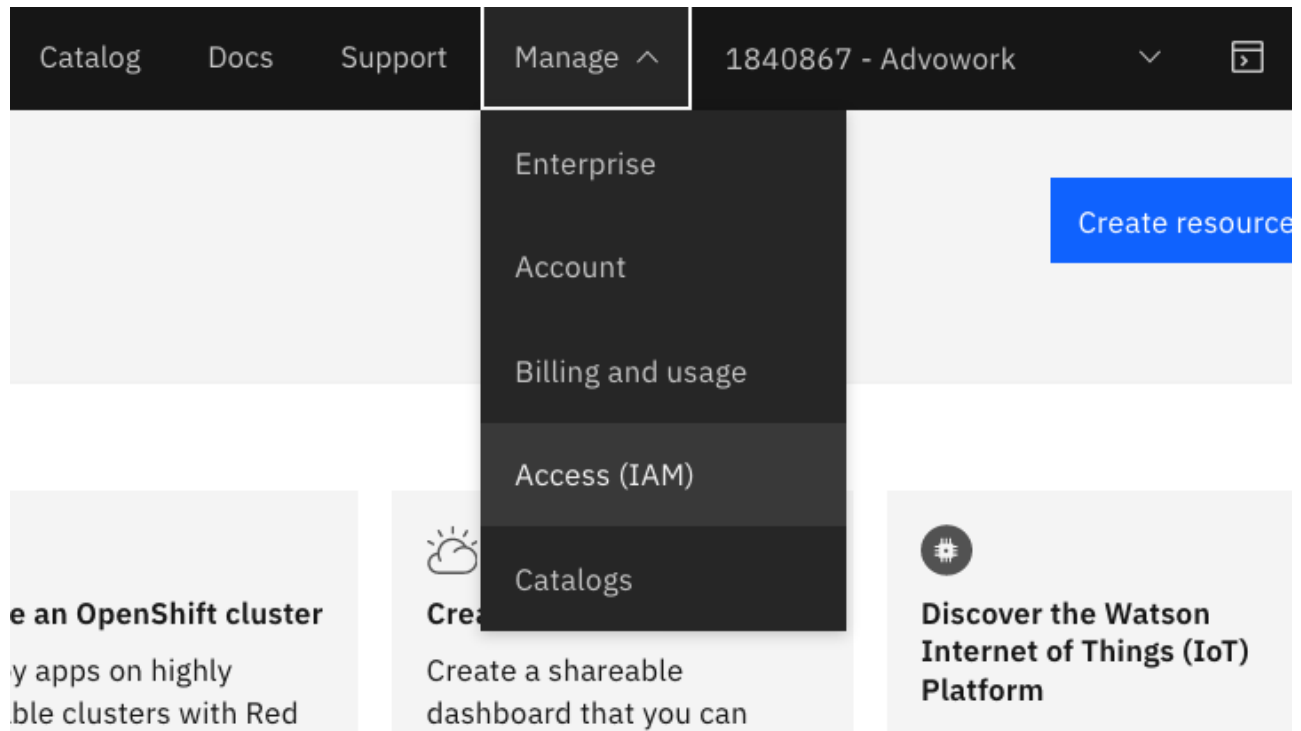 Catalog
Docs
Support
Manage
1840867 - Advowork
Enterprise
Account
Billing and usage
Access (IAM)
Catalogs
Create resource
e an OpenShift cluster
y apps on highly
ble clusters with Red
Crea
Create a shareable
dashboard that you can
Discover the Watson
Internet of Things (IoT)
Platform